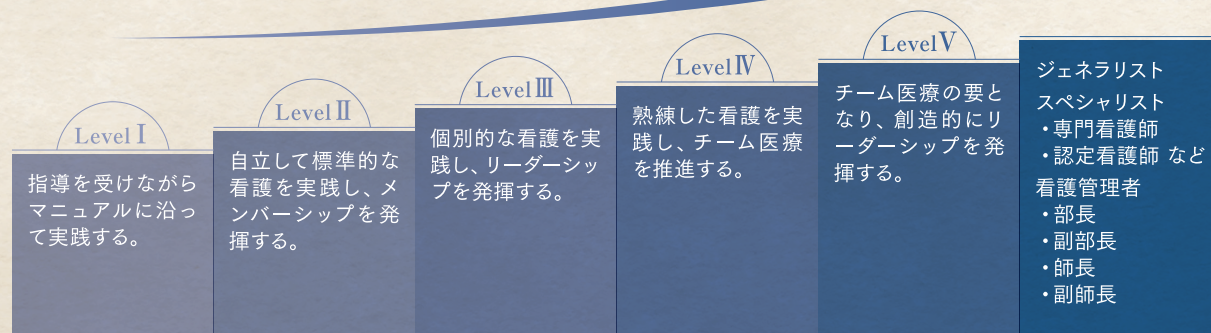 Level Ⅰ
指導を受けながら
マニュアルに沿っ
て実践する。
Level Ⅱ
自立して標準的な
看護を実践し、メ
ンバーシップを発
揮する。
Level Ⅲ
個別的な看護を実
践し、リーダーシッ
プを発揮する。
Level Ⅳ
熟練した看護を実
践し、チーム医療
を推進する。
Level Ⅴ
チーム医療の要と
なり、創造的にリ
ーダーシップを発
揮する。
ジェネラリスト
スペシャリスト
・専門看護師
・認定看護師 など
看護管理者
・部長
・副部長
・師長
・副師長